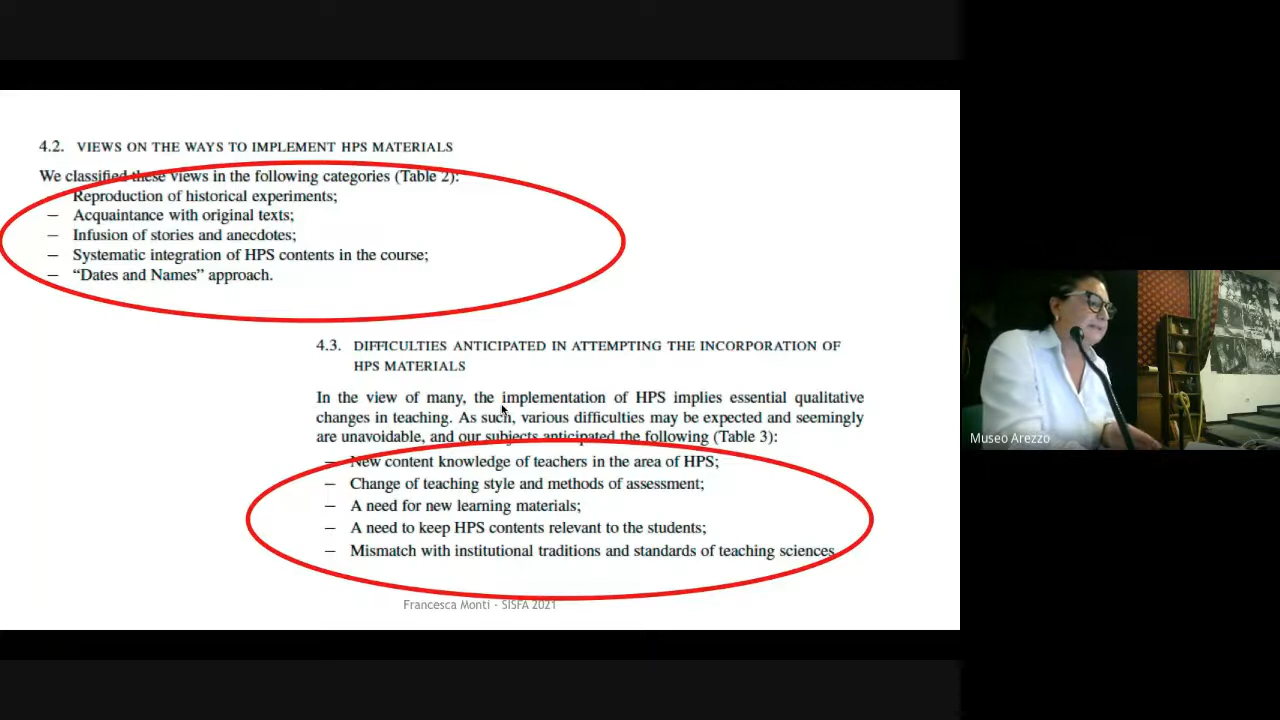 4.2. VIEWS ON THE WAYS TO IMPLEMENT HPS MATERIALS
We classified these views in the following categories (Table 2):
Reproduction of historical experiments;
– Acquaintance with original texts;
– Infusion of stories and anecdotes;
– Systematic integration of HPS contents in the course;
– “Dates and Names” approach.
4.3. DIFFICULTIES ANTICIPATED IN ATTEMPTING THE INCORPORATION OF
HPS MATERIALS
In the view of many, the implementation of HPS implies essential qualitative
changes in teaching. As such, various difficulties may be expected and seemingly
are unavoidable, and our subjects anticipated the following (Table 3):
– New content knowledge of teachers in the area of HPS;
– Change of teaching style and methods of assessment;
– A need for new learning materials;
– A need to keep HPS contents relevant to the students;
– Mismatch with institutional traditions and standards of teaching sciences
Francesca Monti - SISFA 2021
Museo Arezzo